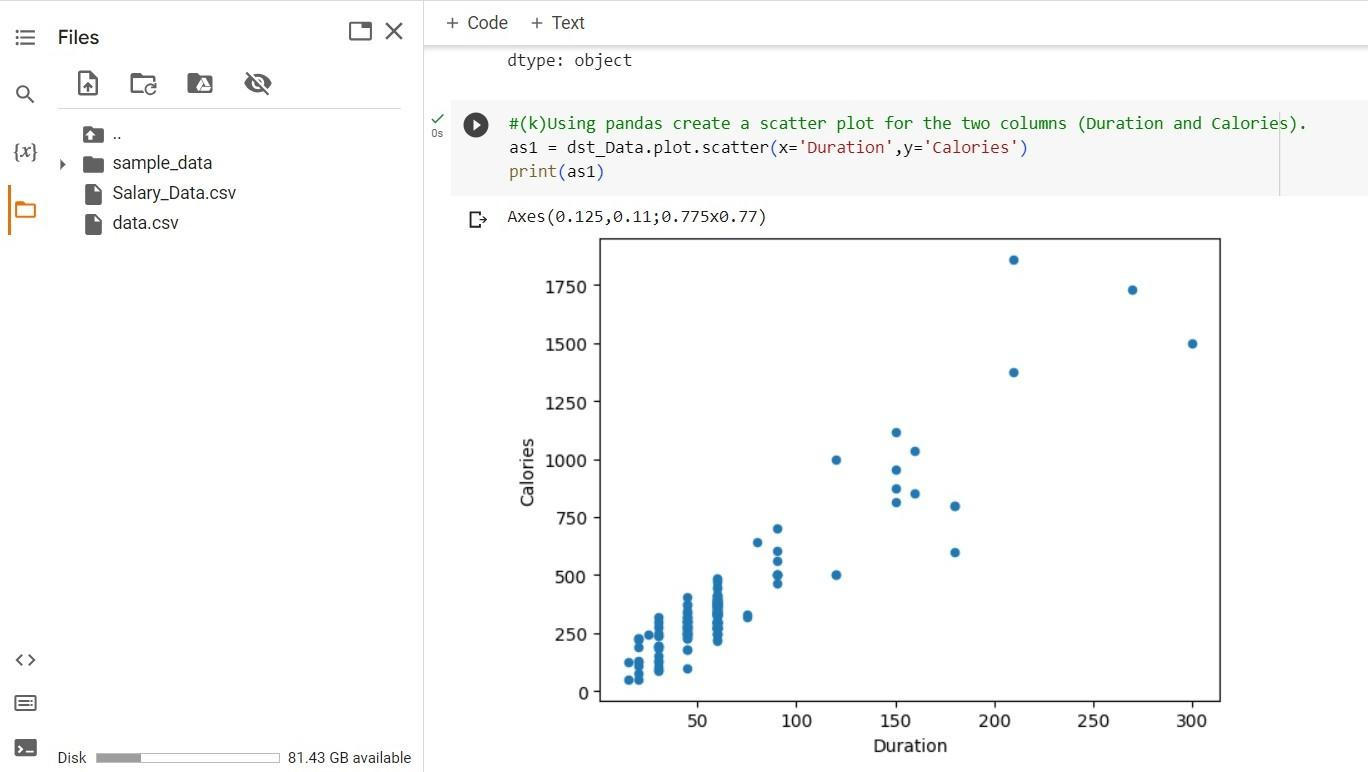 Files
..
sample_data
Salary_Data.csv
data.csv
{x}
Disk 81.43 GB available
+ Code + Text
dtype: object
0s
#(k)Using pandas create a scatter plot for the two columns (Duration and Calories).
as1 = dst_Data.plot.scatter(x='Duration',y='Calories')
print(as1)
Axes(0.125,0.11;0.775x0.77)
1750
1500
1250
1000
750
500
250
0
Calories
50 100 150 200 250 300
Duration